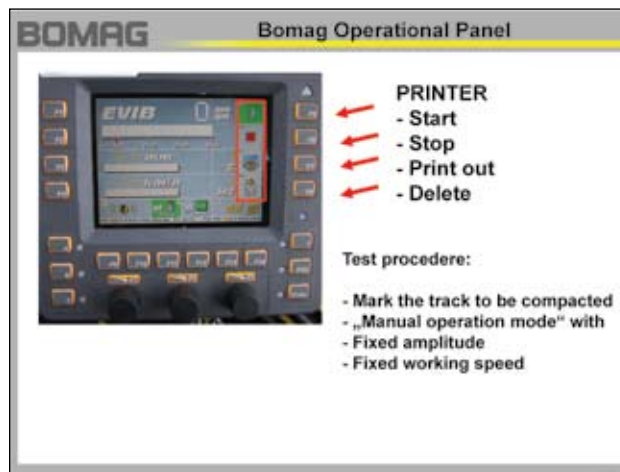 BOMAG
Bomag Operational Panel
EVIB
0
PRINTER
- Start
- Stop
- Print out
- Delete
Test procedere:
- Mark the track to be compacted
- „Manual operation mode“ with
- Fixed amplitude
- Fixed working speed